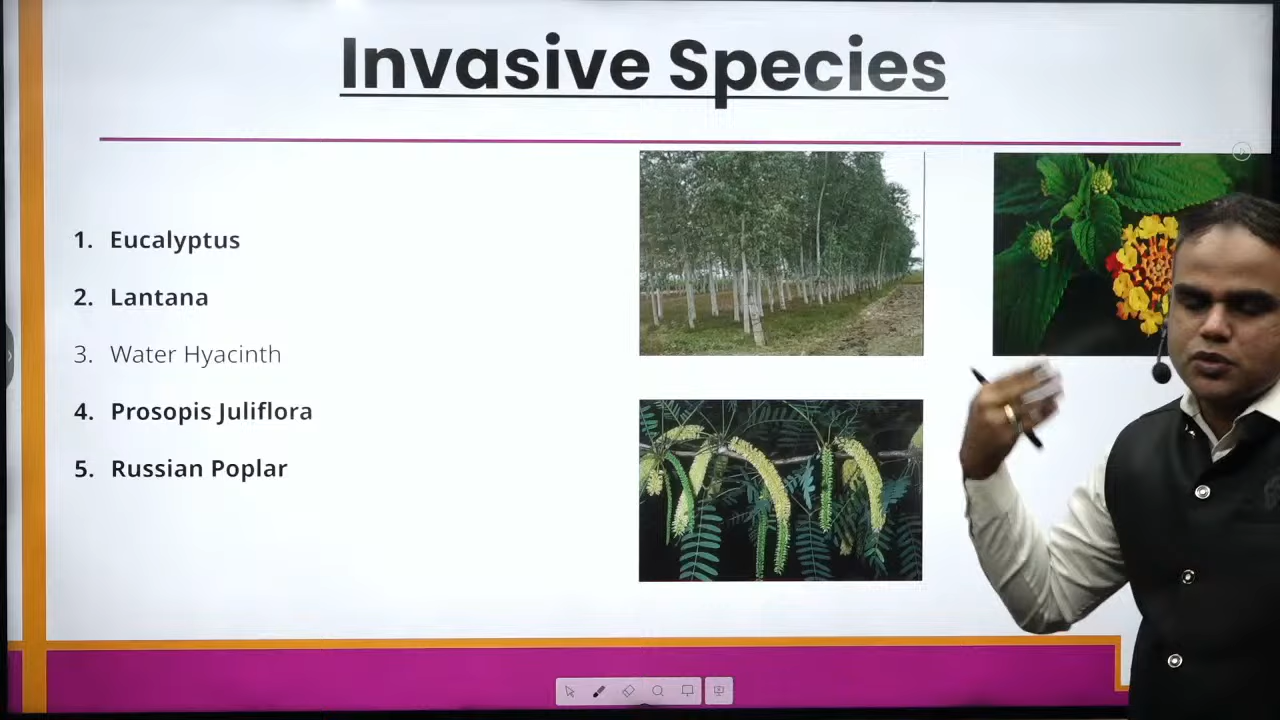 Invasive Species
1. Eucalyptus
2. Lantana
3. Water Hyacinth
4. Prosopis Juliflora
5. Russian Poplar